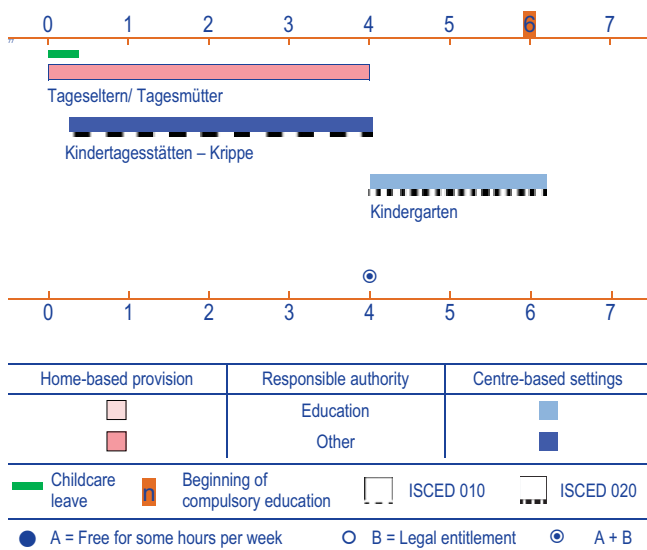 0 1 2 3 4 5 6 7
Tageseltern/ Tagesmütter
Kindertagesstätten – Krippe
Kindergarten
0 1 2 3 4 5 6 7
Home-based provision Responsible authority Centre-based settings
Education
Other
Childcare leave
n Beginning of compulsory education
ISCED 010
ISCED 020
A = Free for some hours per week B = Legal entitlement A + B